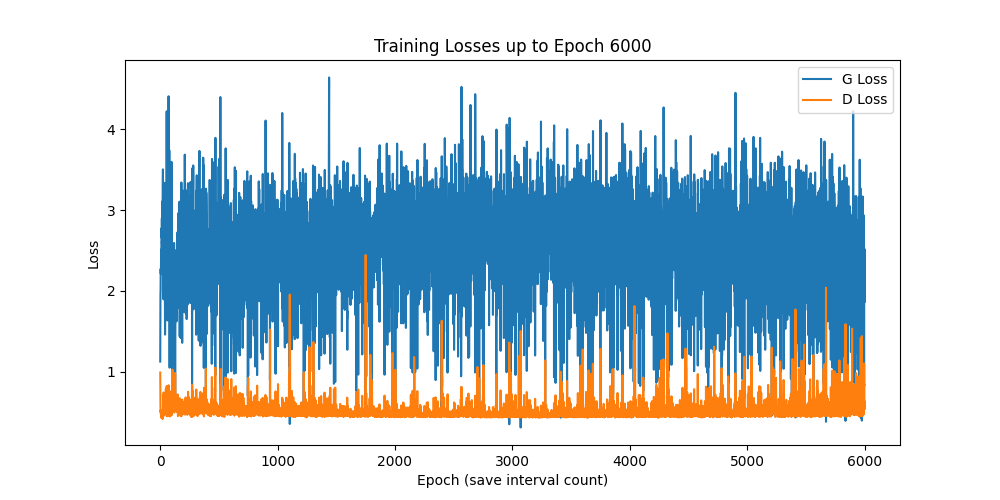 Training Losses up to Epoch 6000
G Loss
D Loss
Loss
4
3
2
1
0 1000 2000 3000 4000 5000 6000
Epoch (save interval count)